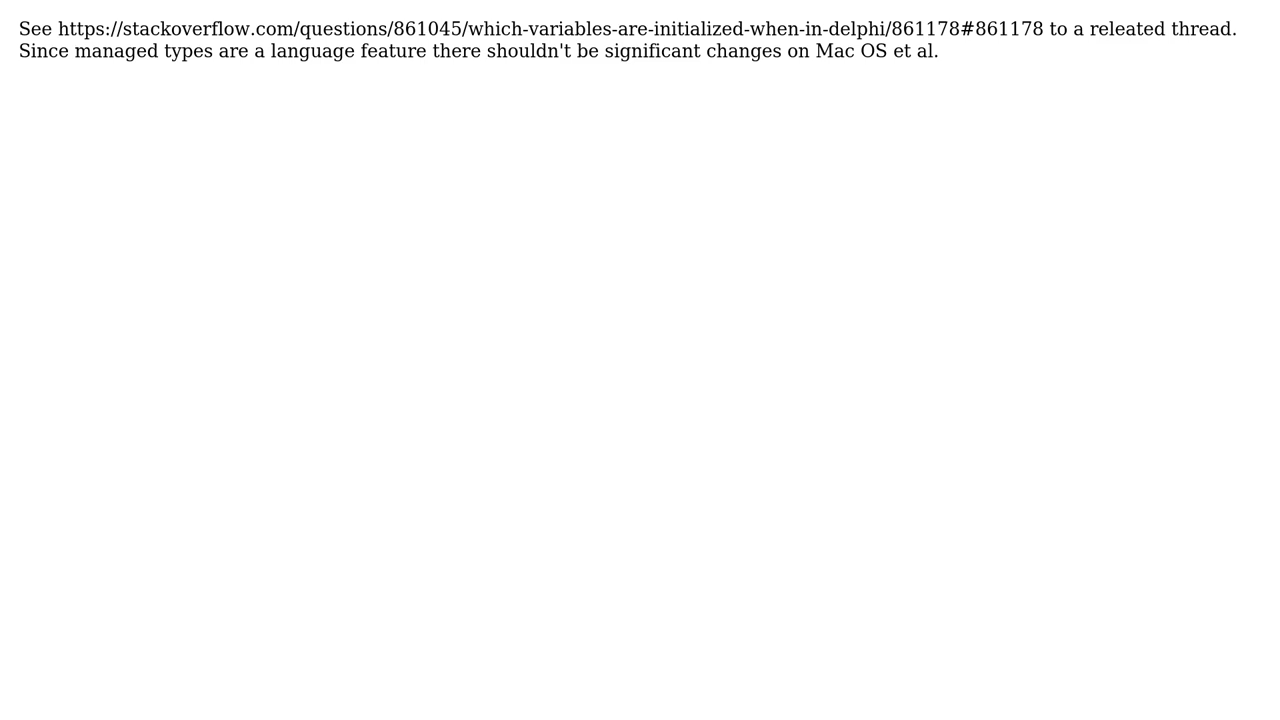 See https://stackoverflow.com/questions/861045/which-variables-are-initialized-when-in-delphi/861178#861178 to a releated thread.
Since managed types are a language feature there shouldn't be significant changes on Mac OS et al.